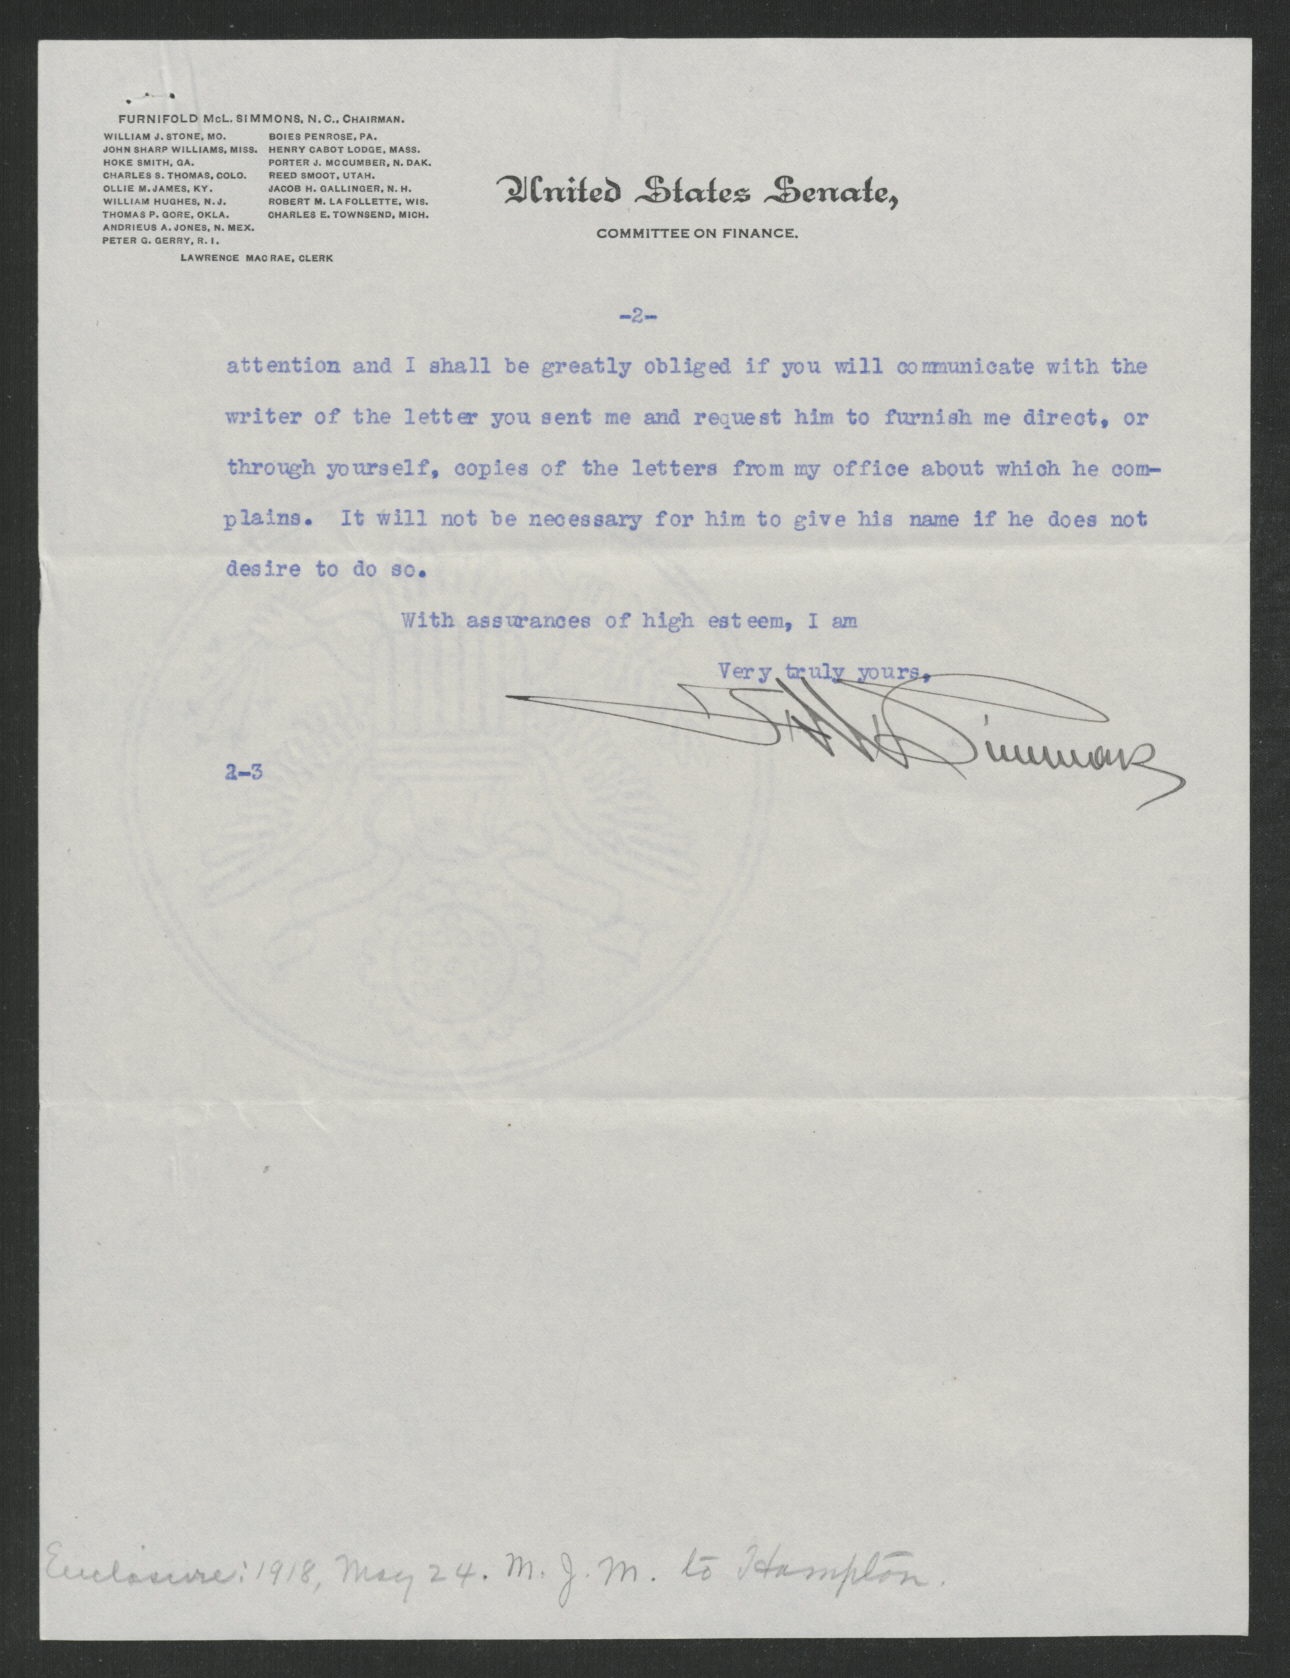 FURNIFOLD McL. SIMMONS, N.C., CHAIRMAN.
WILLIAM J. STONE, MO.
JOHN SHARP WILLIAMS, MISS.
HOKE SMITH, GA.
CHARLES S. THOMAS, COLO.
OLLIE M. JAMES, KY.
WILLIAM HUGHES, N.J.
THOMAS P. GORE, OKLA.
ANDRIEUS A. JONES, N. MEX.
PETER G. GERRY, R. I.
BOIES PENROSE, PA.
HENRY CABOT LODGE, MASS.
PORTER J. MCCUMBER, N. DAK.
REED SMOOT, UTAH.
JACOB H. GALLINGER, N. H.
ROBERT M. LA FOLLETTE, WIS.
CHARLES E. TOWNSEND, MICH.
LAWRENCE MACRAE, CLERK
United States Senate,
COMMITTEE ON FINANCE.
-2-
attention and I shall be greatly obliged if you will communicate with the
writer of the letter you sent me and request him to furnish me direct, or
through yourself, copies of the letters from my office about which he com-
plains. It will not be necessary for him to give his name if he does not
desire to do so.
With assurances of high esteem, I am
Very truly yours,
F. M. Simmons
2-3
Enclosure: 1918, May 24. M. J. M. to Hampton.